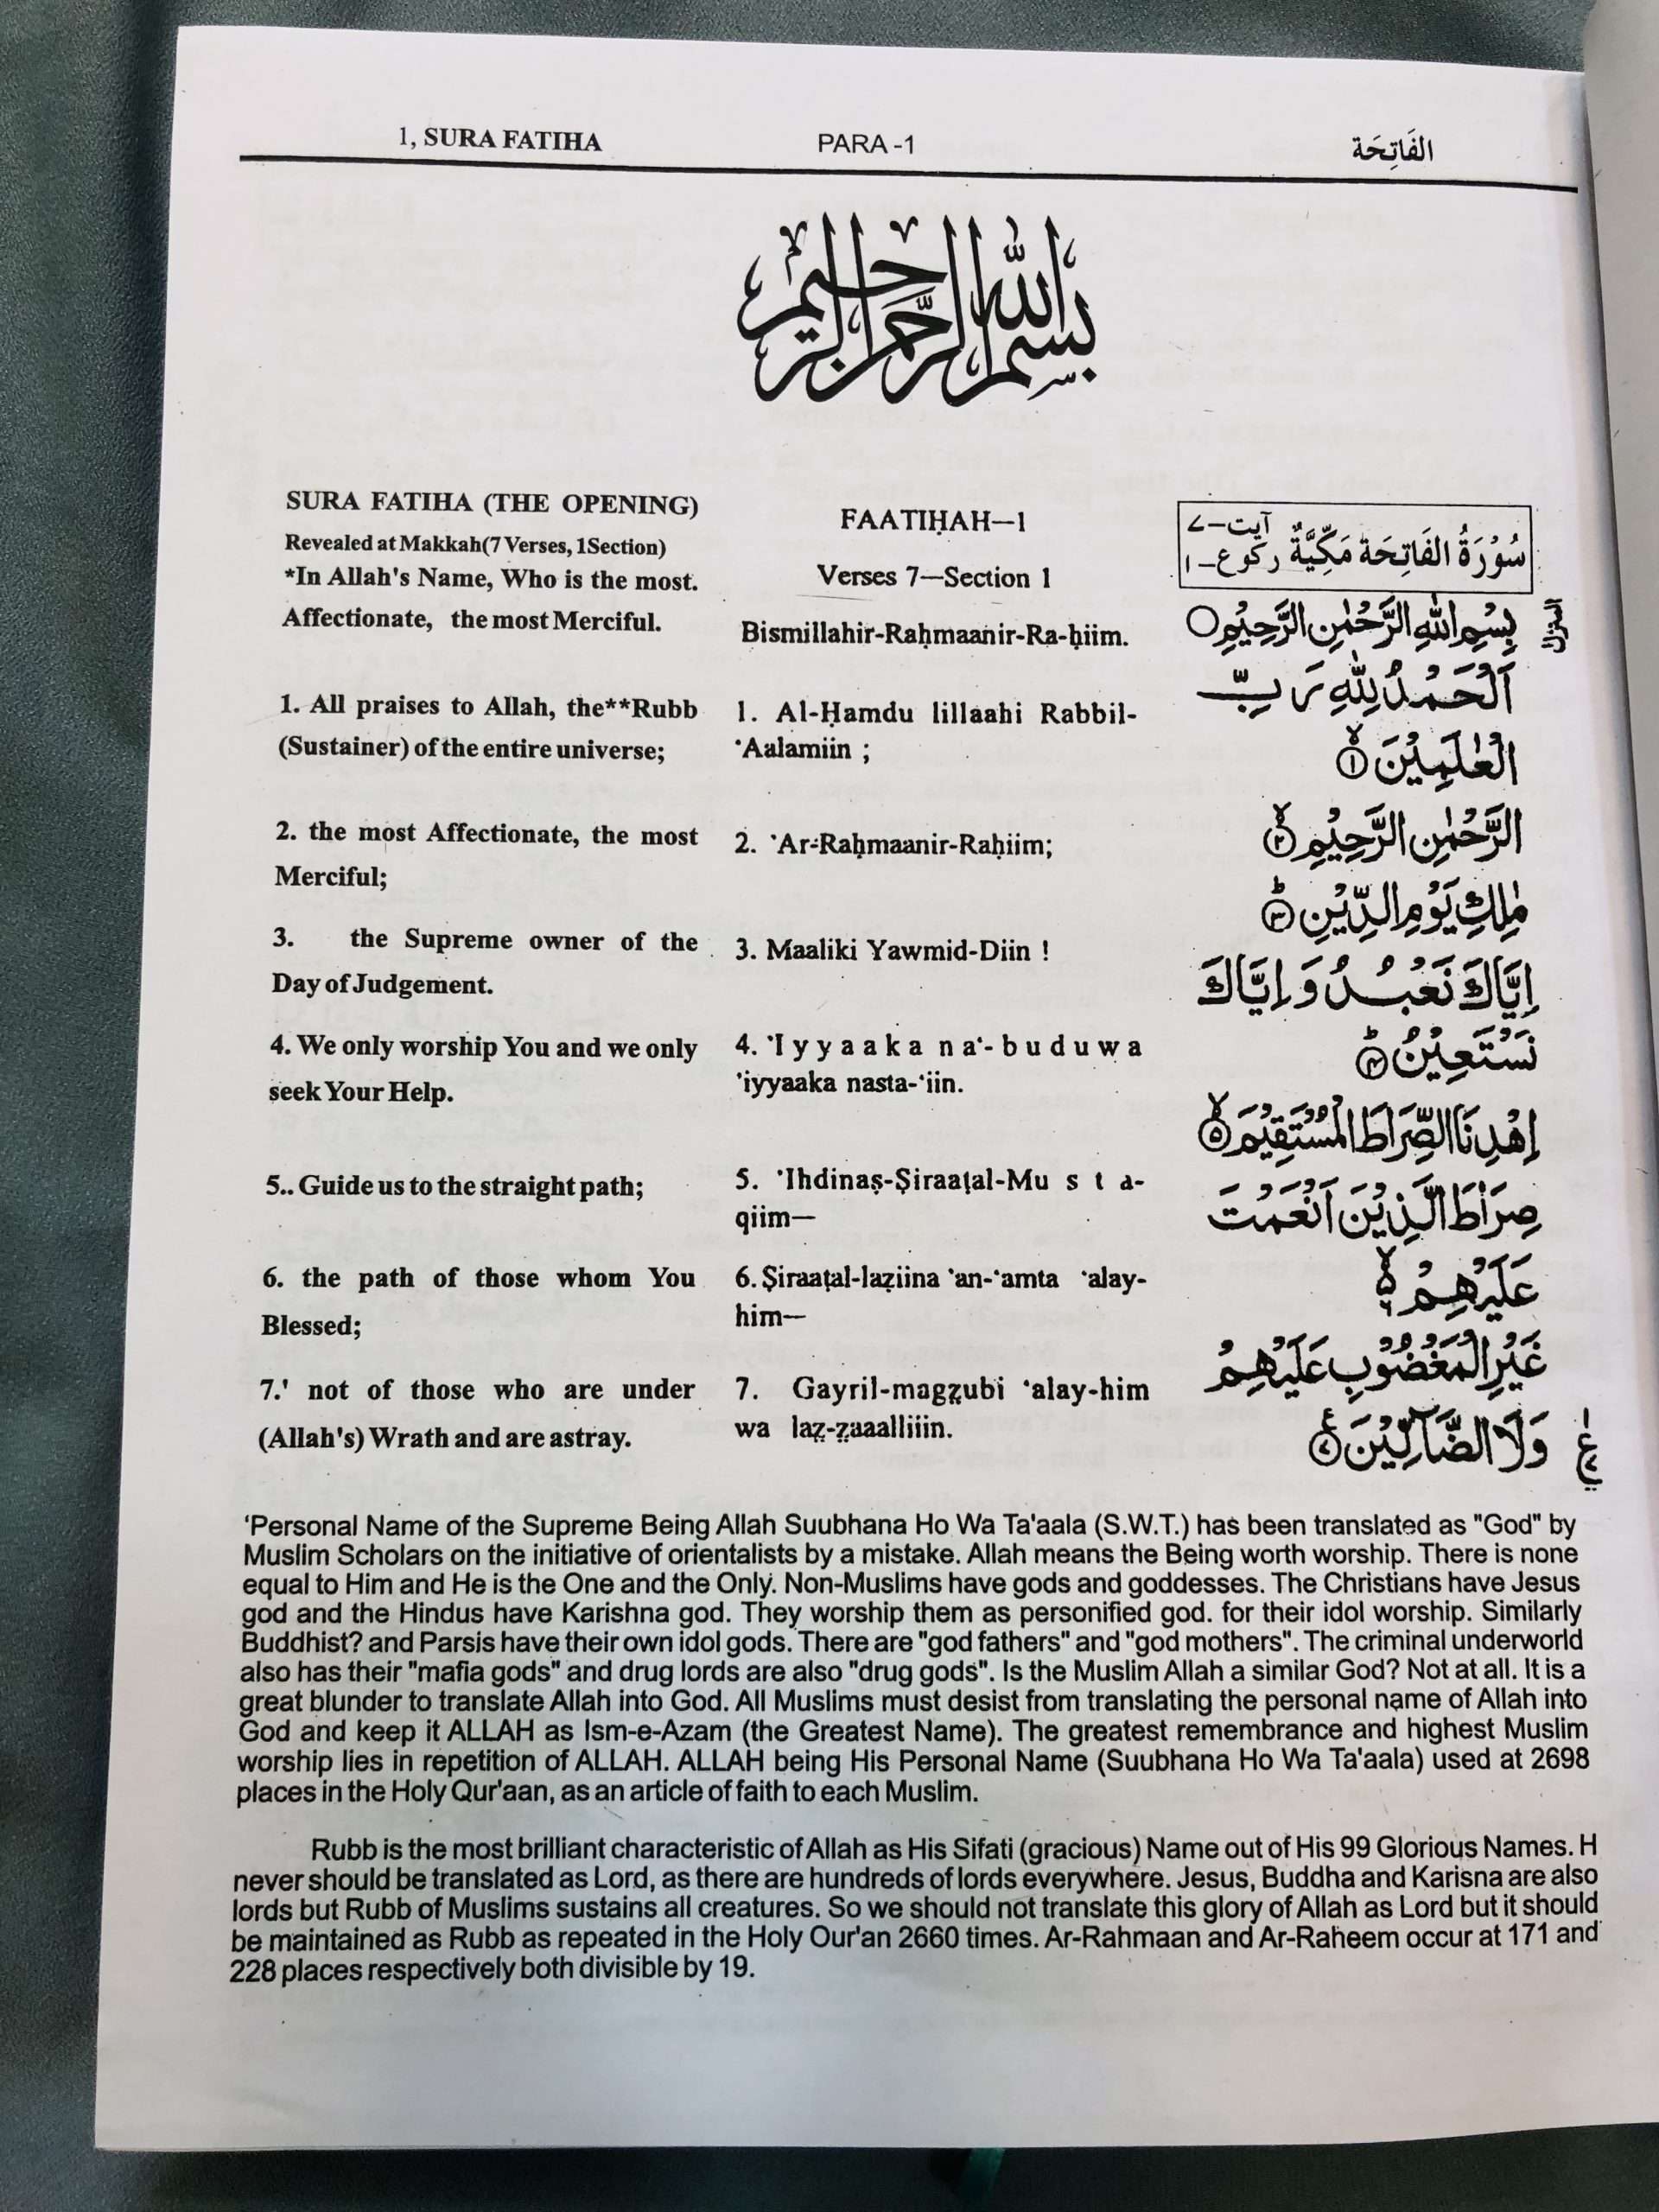 1, SURA FATIHA PARA -1 الفَاتِحَة
بسم الله الرحمن الرحيم
SURA FATIHA (THE OPENING)
Revealed at Makkah(7 Verses, 1Section)
*In Allah's Name, Who is the most.
Affectionate, the most Merciful.
1. All praises to Allah, the**Rubb
(Sustainer) of the entire universe;
2. the most Affectionate, the most
Merciful;
3. the Supreme owner of the
Day of Judgement.
4. We only worship You and we only
seek Your Help.
5.. Guide us to the straight path;
6. the path of those whom You
Blessed;
7.' not of those who are under
(Allah's) Wrath and are astray.
FAATIḤAH—1
Verses 7—Section 1
Bismillahir-Raḥmaanir-Ra-ḥiim.
1. Al-Ḥamdu lillaahi Rabbil-
‘Aalamiin ;
2. ’Ar-Raḥmaanir-Raḥiim;
3. Maaliki Yawmid-Diin !
4. ’I y y a a k a n a‘- b u d u w a
’iyyaaka nasta-‘iin.
5. ’Ihdinaṣ-Ṣiraaṭal-Mu s t a-
qiim—
6. Ṣiraaṭal-laẕiina ’an-‘amta ‘alay-
him—
7. Gayril-magẓubi ‘alay-him
wa laẓ-ẓaaalliiin.
آيت-٧
سُوْرَةُ الفَاتِحَة مَكِّيَّةٌ ركوع-١
بِسْمِ اللهِ الرَّحْمٰنِ الرَّحِيْمِ
المنزل
اَلْحَمْدُ لِلّٰهِ رَبِّ
الْعٰلَمِيْنَ ۙ﴿١﴾
الرَّحْمٰنِ الرَّحِيْمِ ۙ﴿٢﴾
مٰلِكِ يَوْمِ الدِّيْنِ ؕ﴿٣﴾
اِيَّاكَ نَعْبُدُ وَ اِيَّاكَ
نَسْتَعِيْنُ ؕ﴿٤﴾
اِهْدِنَا الصِّرَاطَ الْمُسْتَقِيْمَ ۙ﴿٥﴾
صِرَاطَ الَّذِيْنَ اَنْعَمْتَ
عَلَيْهِمْ ۙ٦
غَيْرِ الْمَغْضُوْبِ عَلَيْهِمْ
وَلَا الضَّآلِّيْنَ ﴿٧﴾
‘Personal Name of the Supreme Being Allah Suubhana Ho Wa Ta'aala (S.W.T.) has been translated as "God" by
Muslim Scholars on the initiative of orientalists by a mistake. Allah means the Being worth worship. There is none
equal to Him and He is the One and the Only. Non-Muslims have gods and goddesses. The Christians have Jesus
god and the Hindus have Karishna god. They worship them as personified god. for their idol worship. Similarly
Buddhist? and Parsis have their own idol gods. There are "god fathers" and "god mothers". The criminal underworld
also has their "mafia gods" and drug lords are also "drug gods". Is the Muslim Allah a similar God? Not at all. It is a
great blunder to translate Allah into God. All Muslims must desist from translating the personal name of Allah into
God and keep it ALLAH as Ism-e-Azam (the Greatest Name). The greatest remembrance and highest Muslim
worship lies in repetition of ALLAH. ALLAH being His Personal Name (Suubhana Ho Wa Ta'aala) used at 2698
places in the Holy Qur'aan, as an article of faith to each Muslim.
Rubb is the most brilliant characteristic of Allah as His Sifati (gracious) Name out of His 99 Glorious Names. H
never should be translated as Lord, as there are hundreds of lords everywhere. Jesus, Buddha and Karisna are also
lords but Rubb of Muslims sustains all creatures. So we should not translate this glory of Allah as Lord but it should
be maintained as Rubb as repeated in the Holy Our'an 2660 times. Ar-Rahmaan and Ar-Raheem occur at 171 and
228 places respectively both divisible by 19.